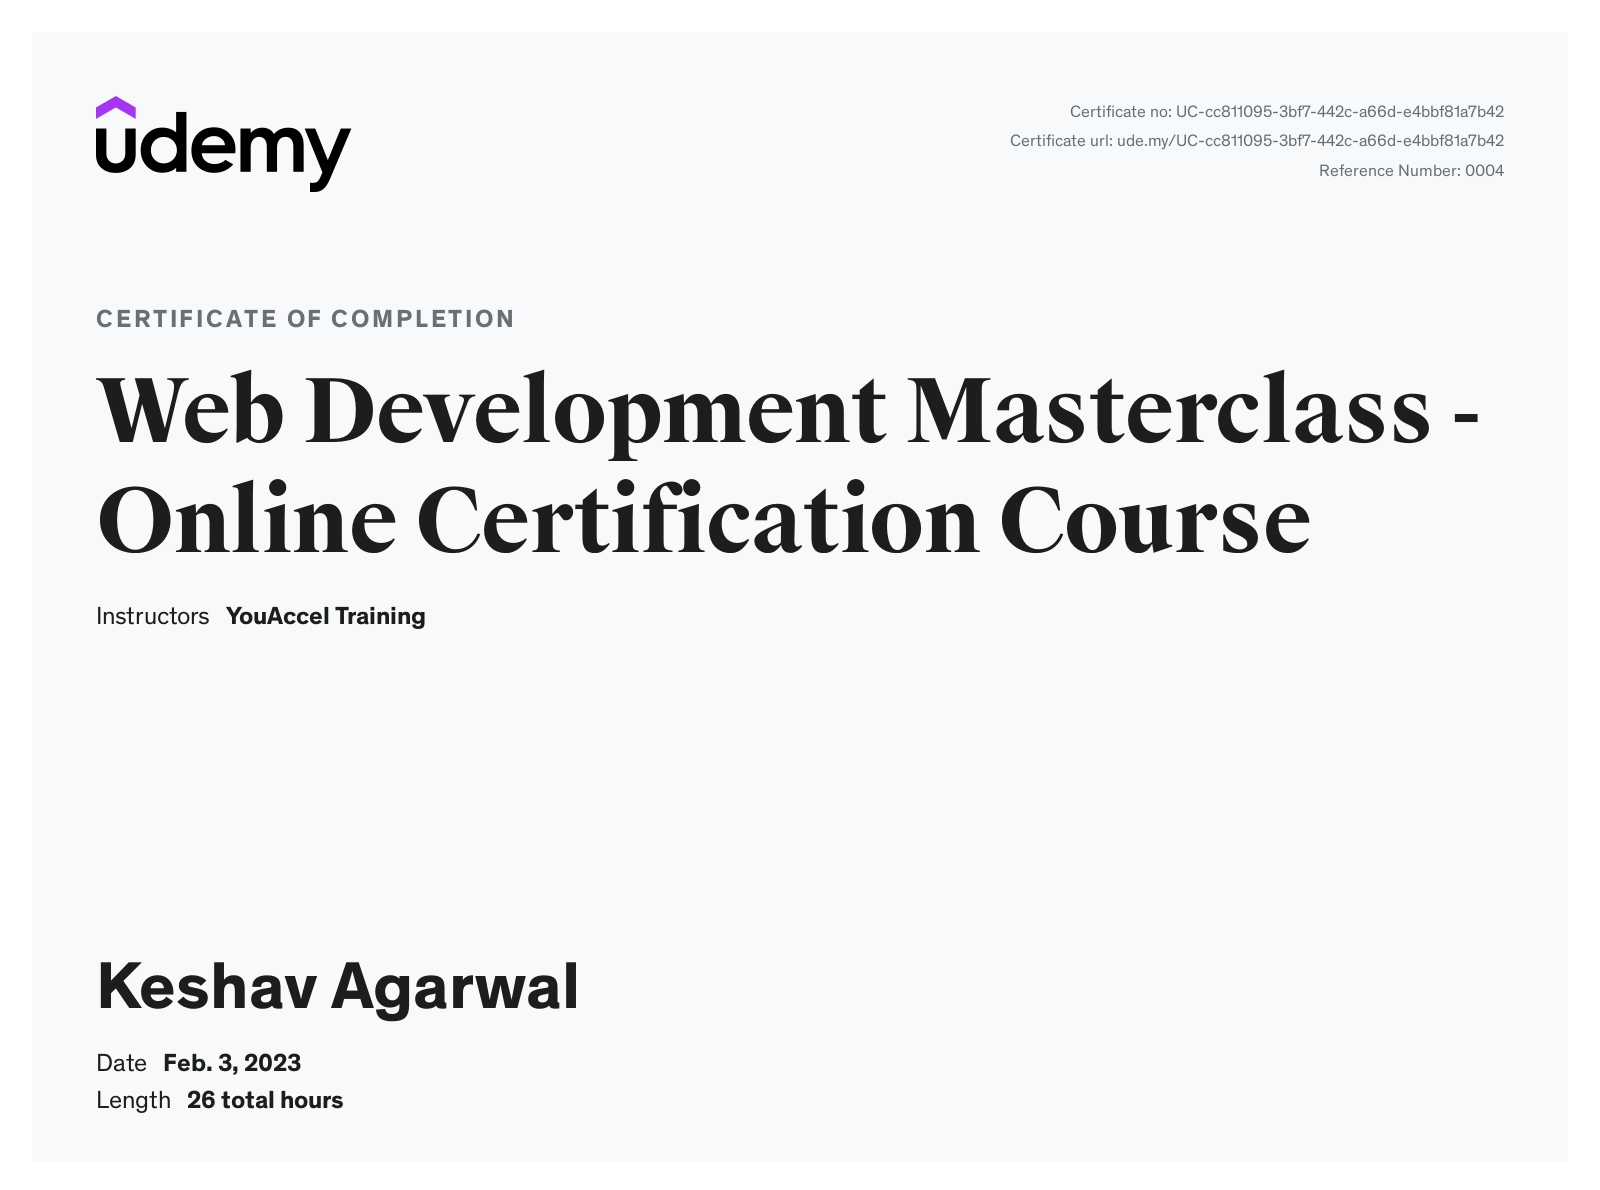 udemy
Certificate no: UC-cc811095-3bf7-442c-a66d-e4bbf81a7b42
Certificate url: ude.my/UC-cc811095-3bf7-442c-a66d-e4bbf81a7b42
Reference Number: 0004
CERTIFICATE OF COMPLETION
Web Development Masterclass -
Online Certification Course
Instructors YouAccel Training
Keshav Agarwal
Date Feb. 3, 2023
Length 26 total hours